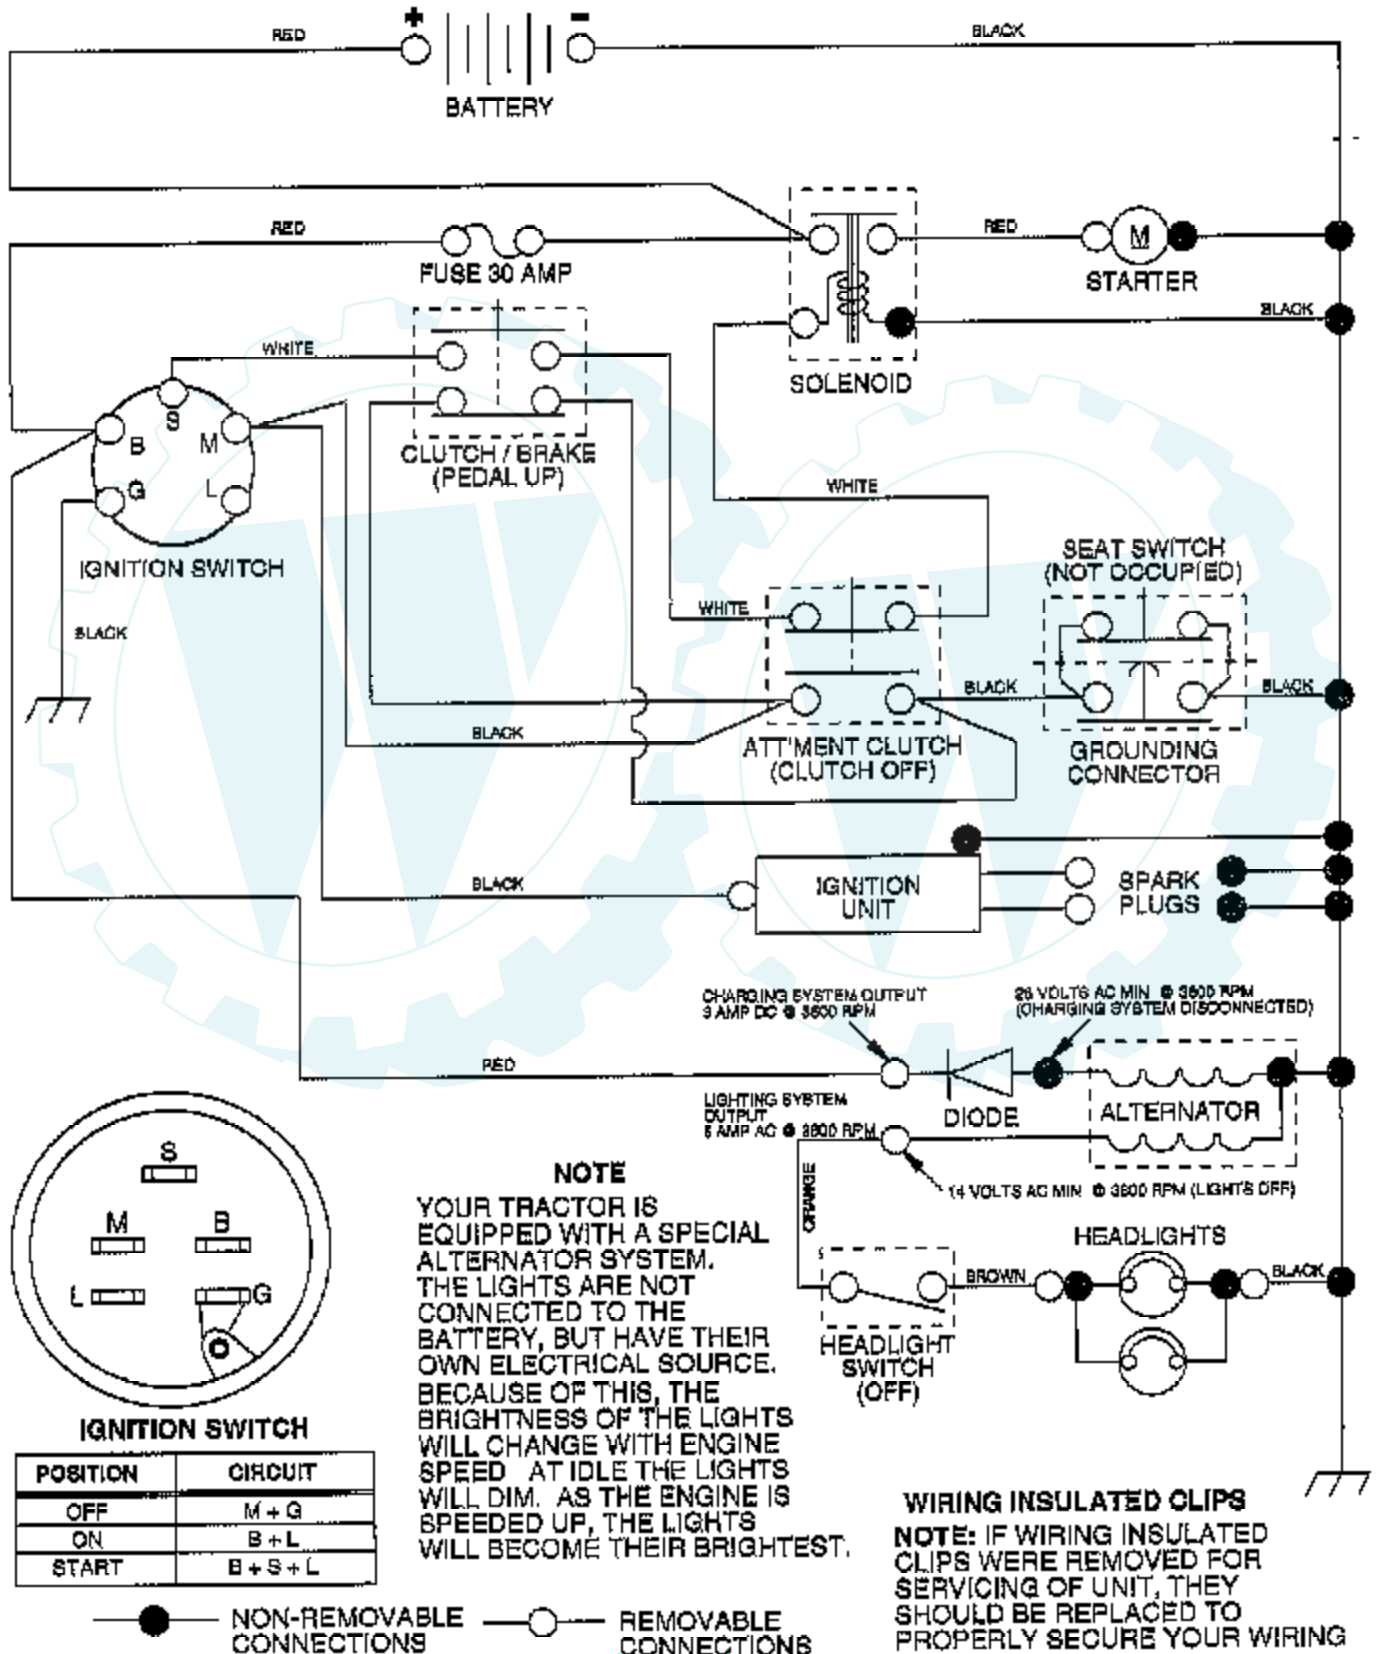 + -
RED
BLACK
BATTERY
RED
FUSE 30 AMP
RED
M
STARTER
BLACK
SOLENOID
WHITE
S
B
M
G
L
IGNITION SWITCH
CLUTCH / BRAKE
(PEDAL UP)
WHITE
BLACK
WHITE
SEAT SWITCH
(NOT OCCUPIED)
BLACK
BLACK
BLACK
ATT'MENT CLUTCH
(CLUTCH OFF)
GROUNDING
CONNECTOR
BLACK
IGNITION
UNIT
SPARK
PLUGS
CHARGING SYSTEM OUTPUT
3 AMP DC @ 3600 RPM
28 VOLTS AC MIN @ 3600 RPM
(CHARGING SYSTEM DISCONNECTED)
RED
DIODE
ALTERNATOR
LIGHTING SYSTEM
OUTPUT
5 AMP AC @ 3600 RPM
14 VOLTS AC MIN @ 3600 RPM (LIGHTS OFF)
ORANGE
HEADLIGHTS
BROWN
BLACK
HEADLIGHT
SWITCH
(OFF)
S
M
B
L
G
IGNITION SWITCH
POSITION CIRCUIT
OFF M + G
ON B + L
START B + S + L
NOTE
YOUR TRACTOR IS
EQUIPPED WITH A SPECIAL
ALTERNATOR SYSTEM.
THE LIGHTS ARE NOT
CONNECTED TO THE
BATTERY, BUT HAVE THEIR
OWN ELECTRICAL SOURCE.
BECAUSE OF THIS, THE
BRIGHTNESS OF THE LIGHTS
WILL CHANGE WITH ENGINE
SPEED AT IDLE THE LIGHTS
WILL DIM. AS THE ENGINE IS
SPEEDED UP, THE LIGHTS
WILL BECOME THEIR BRIGHTEST.
WIRING INSULATED CLIPS
NOTE: IF WIRING INSULATED
CLIPS WERE REMOVED FOR
SERVICING OF UNIT, THEY
SHOULD BE REPLACED TO
PROPERLY SECURE YOUR WIRING
NON-REMOVABLE
CONNECTIONS
REMOVABLE
CONNECTIONS